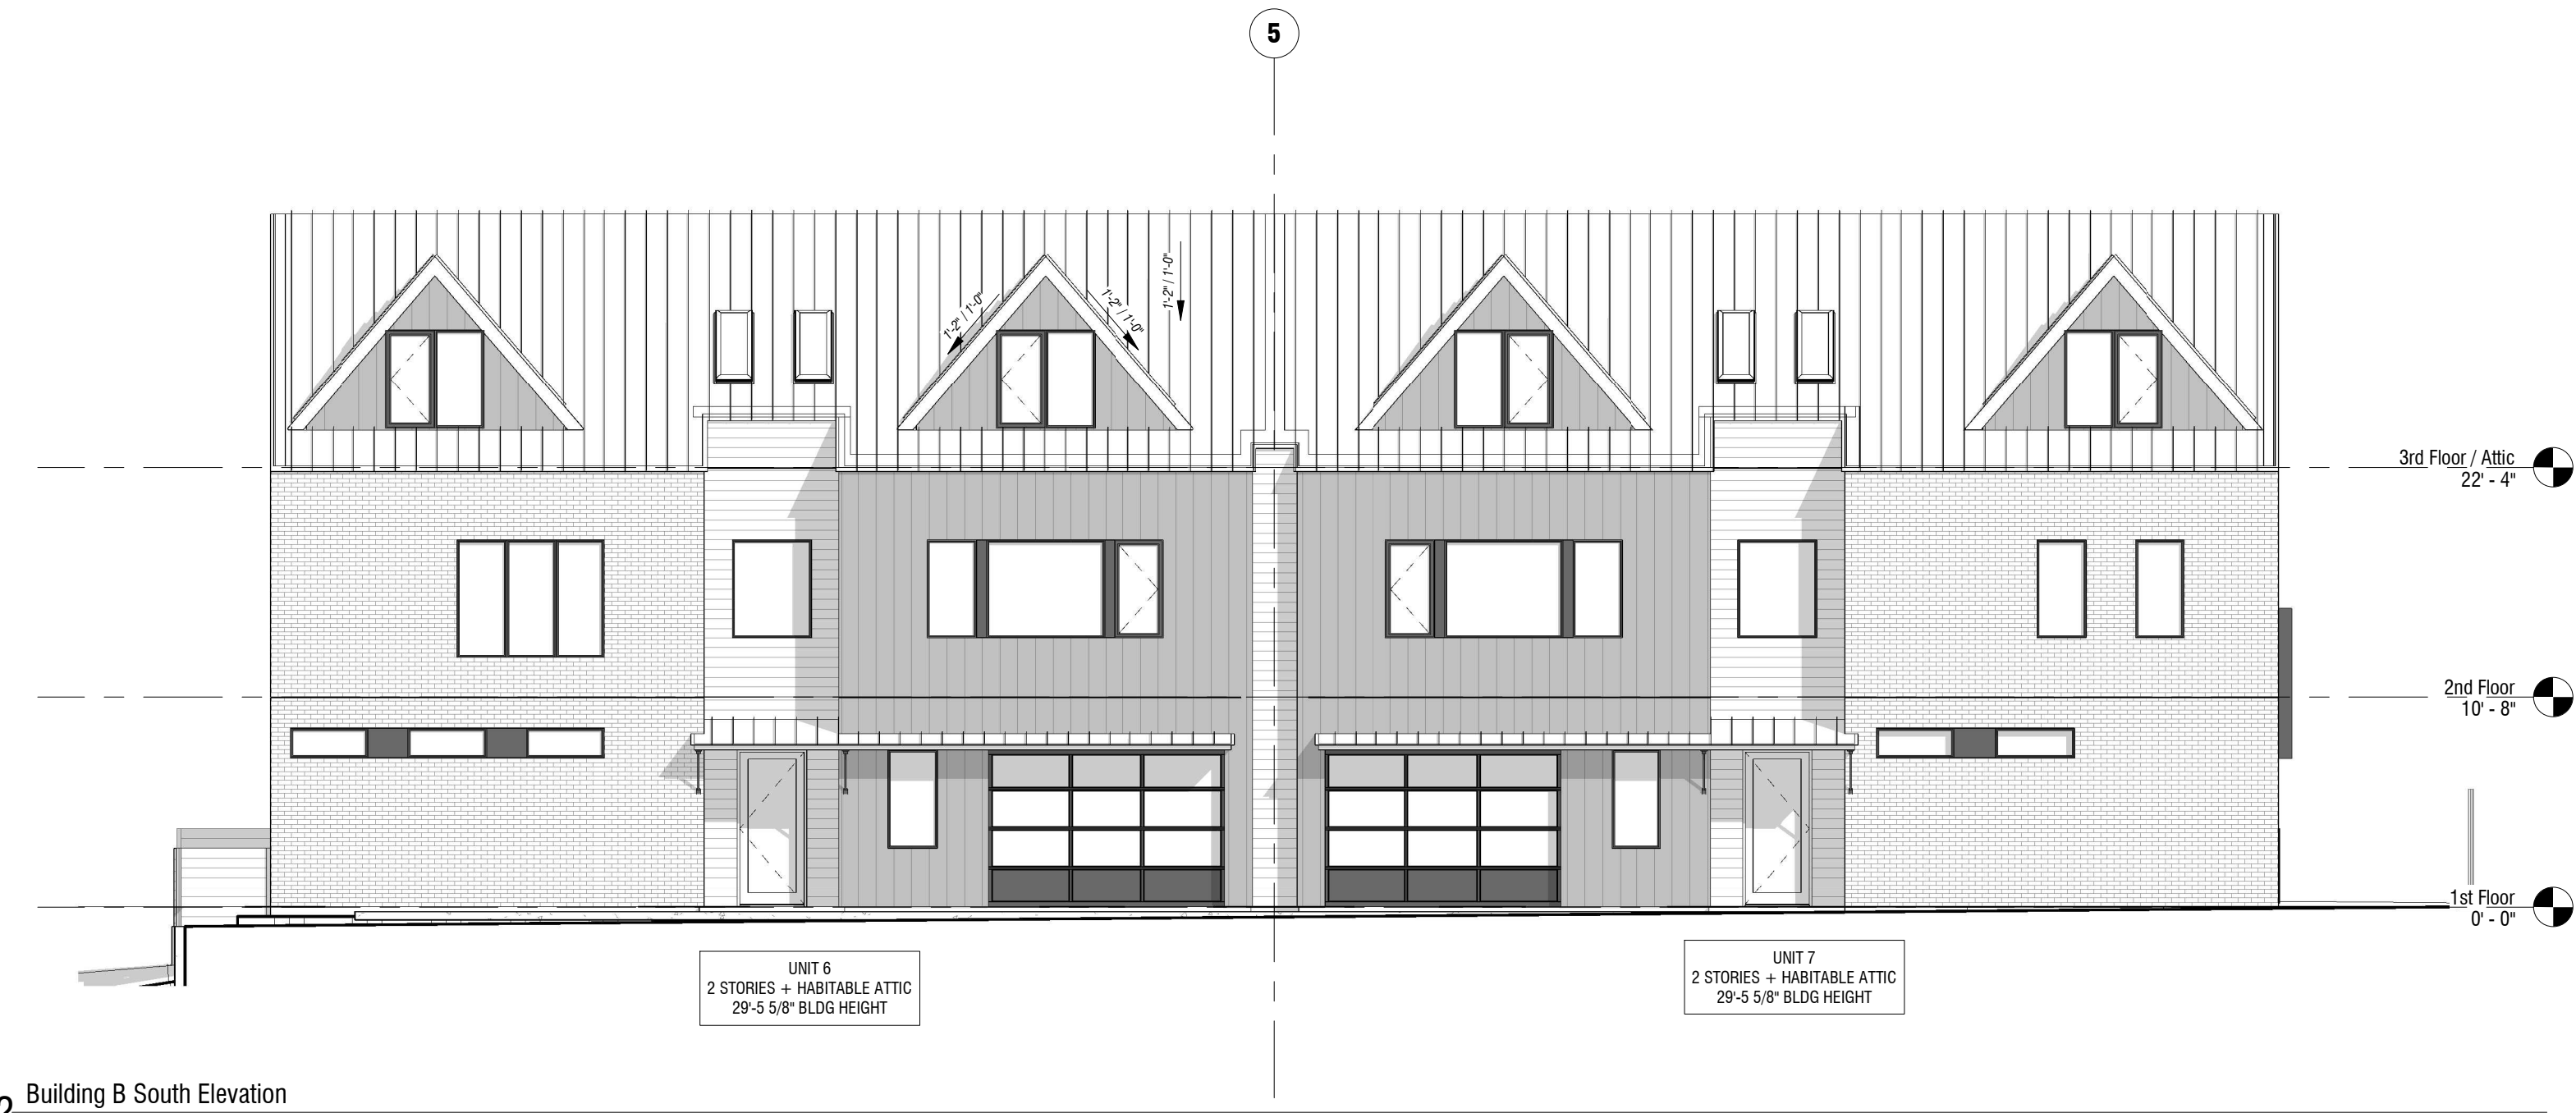 5
1'-2" / 1'-0"
1'-2" / 1'-0"
1'-2" / 1'-0"
3rd Floor / Attic
22' - 4"
2nd Floor
10' - 8"
1st Floor
0' - 0"
UNIT 6
2 STORIES + HABITABLE ATTIC
29'-5 5/8" BLDG HEIGHT
UNIT 7
2 STORIES + HABITABLE ATTIC
29'-5 5/8" BLDG HEIGHT
2 Building B South Elevation